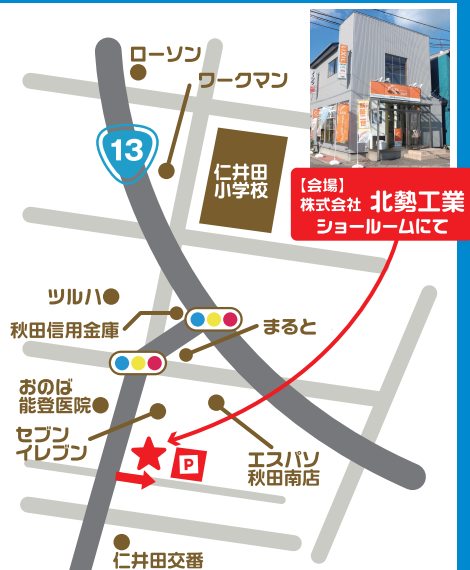 ローソン
ワークマン
13
仁井田
小学校
【会場】
株式会社 北勢工業
ショールームにて
ツルハ
秋田信用金庫
まると
おのば
能登医院
セブン
イレブン
エスパソ
秋田南店
P
仁井田交番